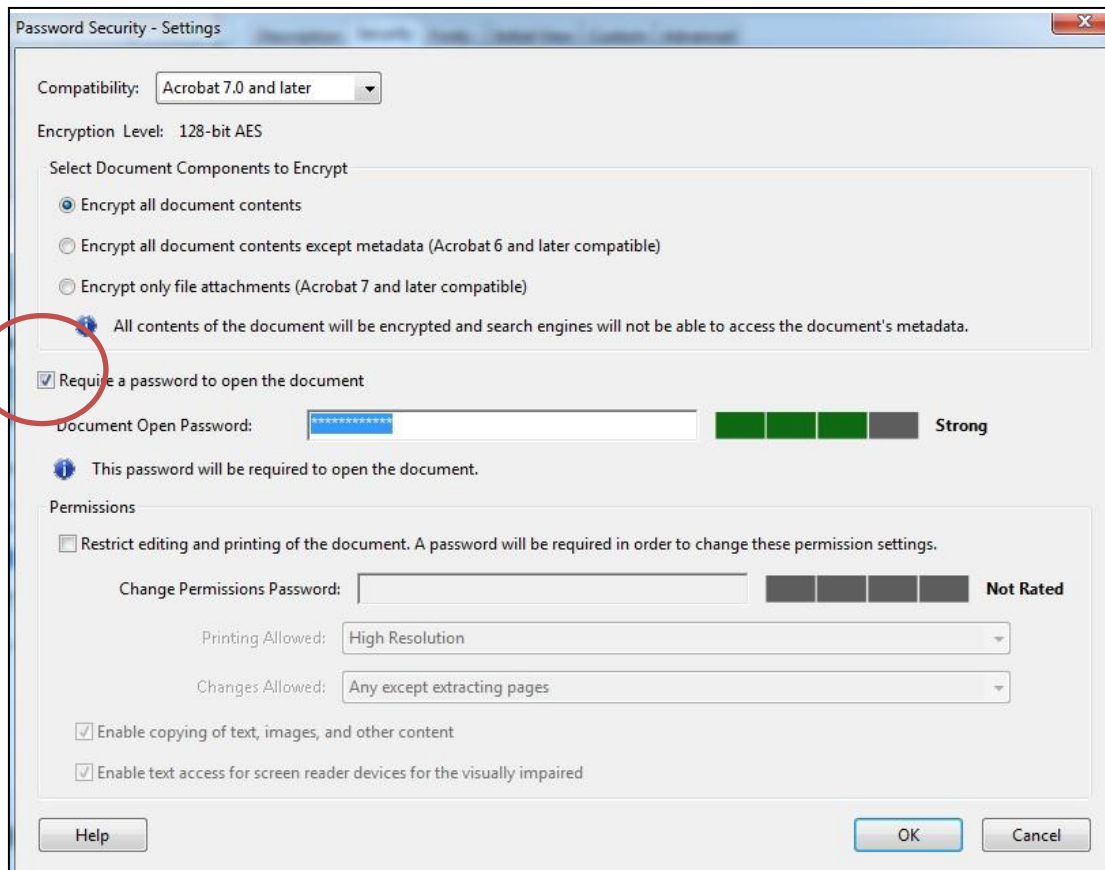 Password Security - Settings
Description Security Fonts Initial View Custom Advanced
Compatibility: Acrobat 7.0 and later
Encryption Level: 128-bit AES
Select Document Components to Encrypt
Encrypt all document contents
Encrypt all document contents except metadata (Acrobat 6 and later compatible)
Encrypt only file attachments (Acrobat 7 and later compatible)
All contents of the document will be encrypted and search engines will not be able to access the document's metadata.
Require a password to open the document
Document Open Password: ************ Strong
This password will be required to open the document.
Permissions
Restrict editing and printing of the document. A password will be required in order to change these permission settings.
Change Permissions Password: Not Rated
Printing Allowed: High Resolution
Changes Allowed: Any except extracting pages
Enable copying of text, images, and other content
Enable text access for screen reader devices for the visually impaired
Help OK Cancel